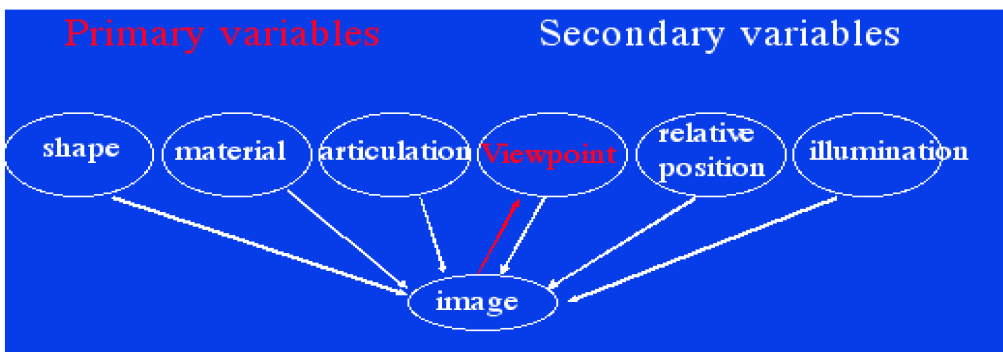 Primary variables
Secondary variables
shape
material
articulation
Viewpoint
relative
position
illumination
image